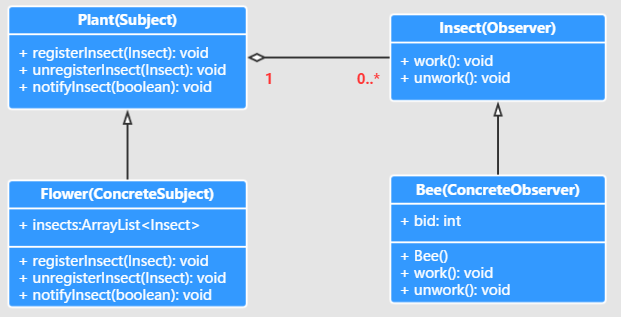 Plant(Subject)
+ registerInsect(Insect): void
+ unregisterInsect(Insect): void
+ notifyInsect(boolean): void
1
0..*
Insect(Observer)
+ work(): void
+ unwork(): void
Flower(ConcreteSubject)
+ insects:ArrayList<Insect>
+ registerInsect(Insect): void
+ unregisterInsect(Insect): void
+ notifyInsect(boolean): void
Bee(ConcreteObserver)
+ bid: int
+ Bee()
+ work(): void
+ unwork(): void